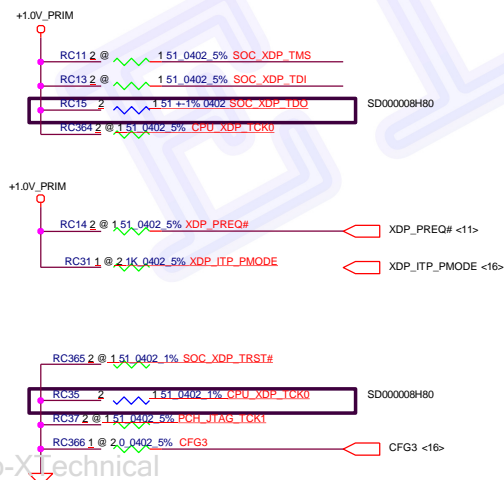 +1.0V_PRIM
RC11 2 @ 1 51_0402_5% SOC_XDP_TMS
RC13 2 @ 1 51_0402_5% SOC_XDP_TDI
RC15 2 1 51 +-1% 0402 SOC_XDP_TDO SD000008H80
RC364 2 @ 1 51_0402_5% CPU_XDP_TCK0
+1.0V_PRIM
RC14 2 @ 1 51_0402_5% XDP_PREQ# XDP_PREQ# <11>
RC31 1 @ 2 1K_0402_5% XDP_ITP_PMODE XDP_ITP_PMODE <16>
RC365 2 @ 1 51_0402_1% SOC_XDP_TRST#
RC35 2 1 51_0402_1% CPU_XDP_TCK0 SD000008H80
RC37 2 @ 1 51_0402_5% PCH_JTAG_TCK1
RC366 1 @ 2 0_0402_5% CFG3 CFG3 <16>
o-XTechnical